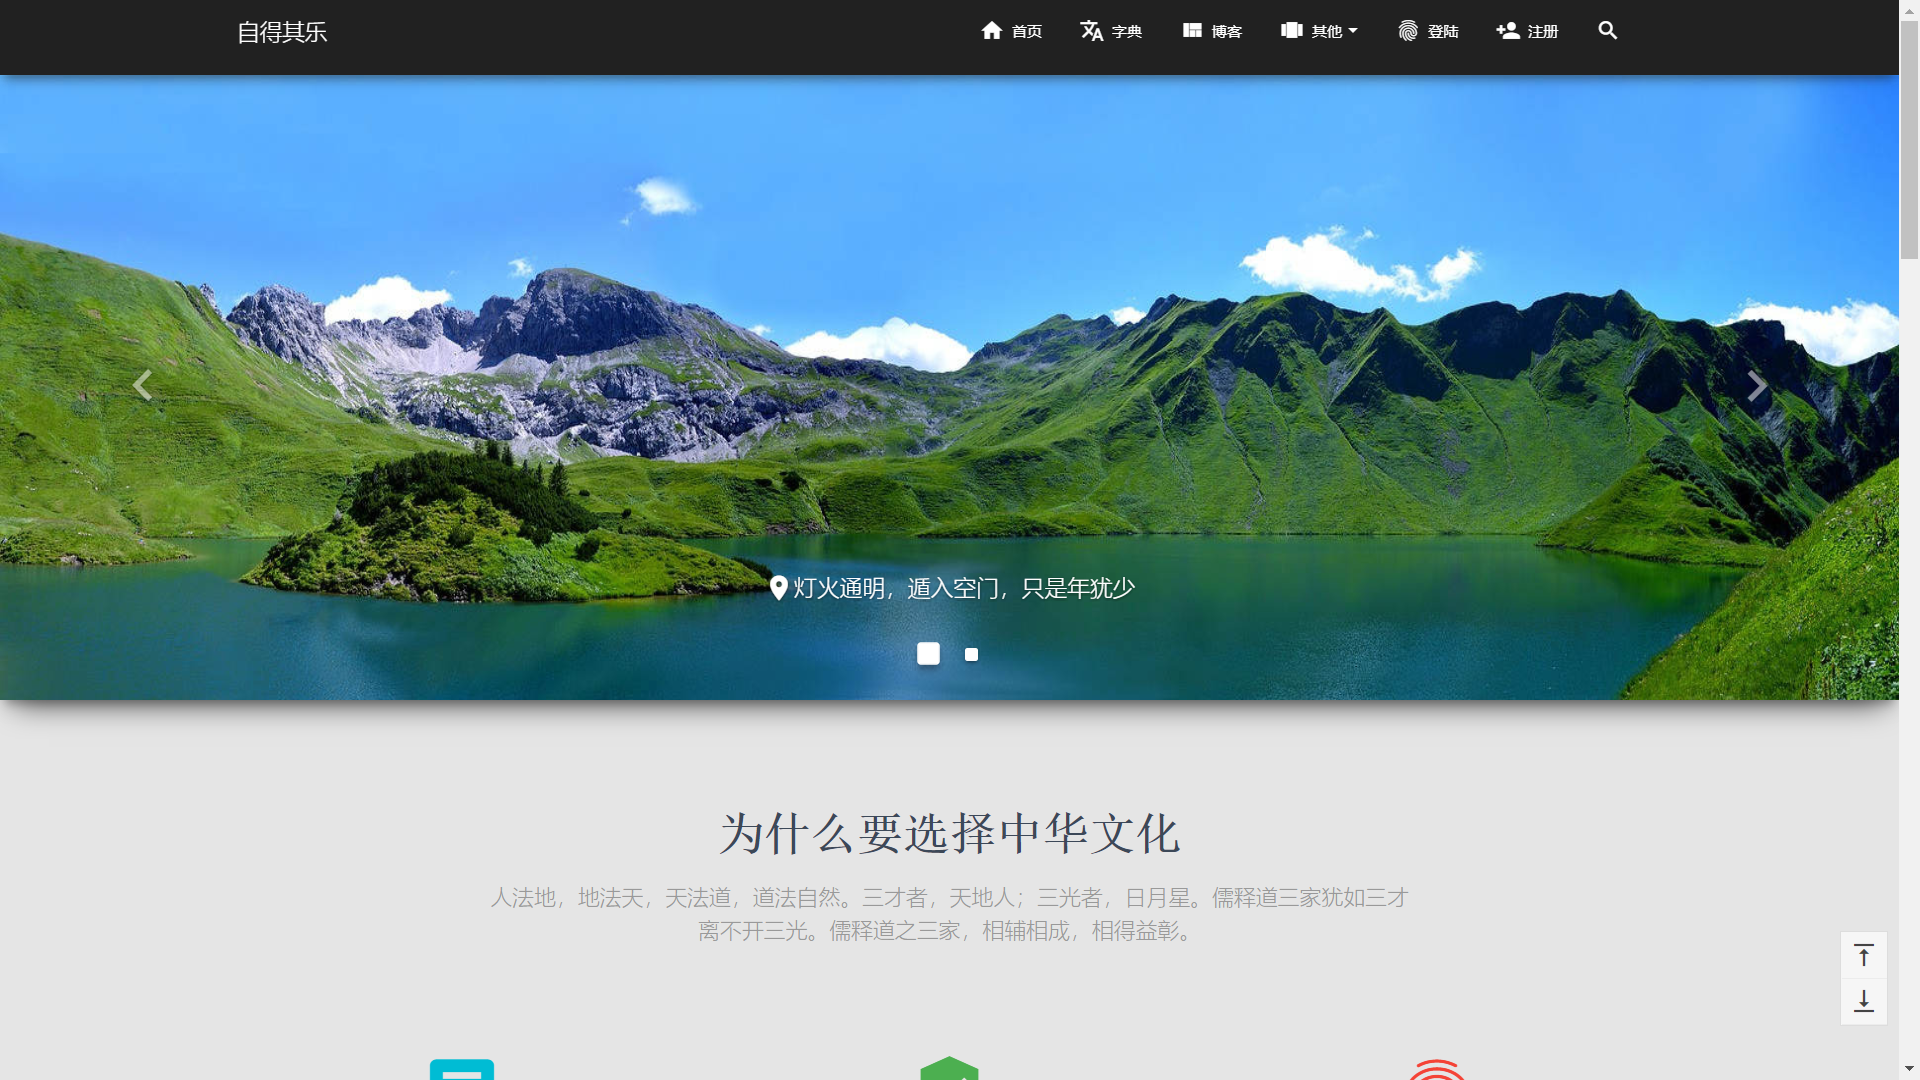 自得其乐
首页
字典
博客
其他
登陆
注册
灯火通明，遁入空门，只是年犹少
为什么要选择中华文化
人法地，地法天，天法道，道法自然。三才者，天地人；三光者，日月星。儒释道三家犹如三才
离不开三光。儒释道之三家，相辅相成，相得益彰。